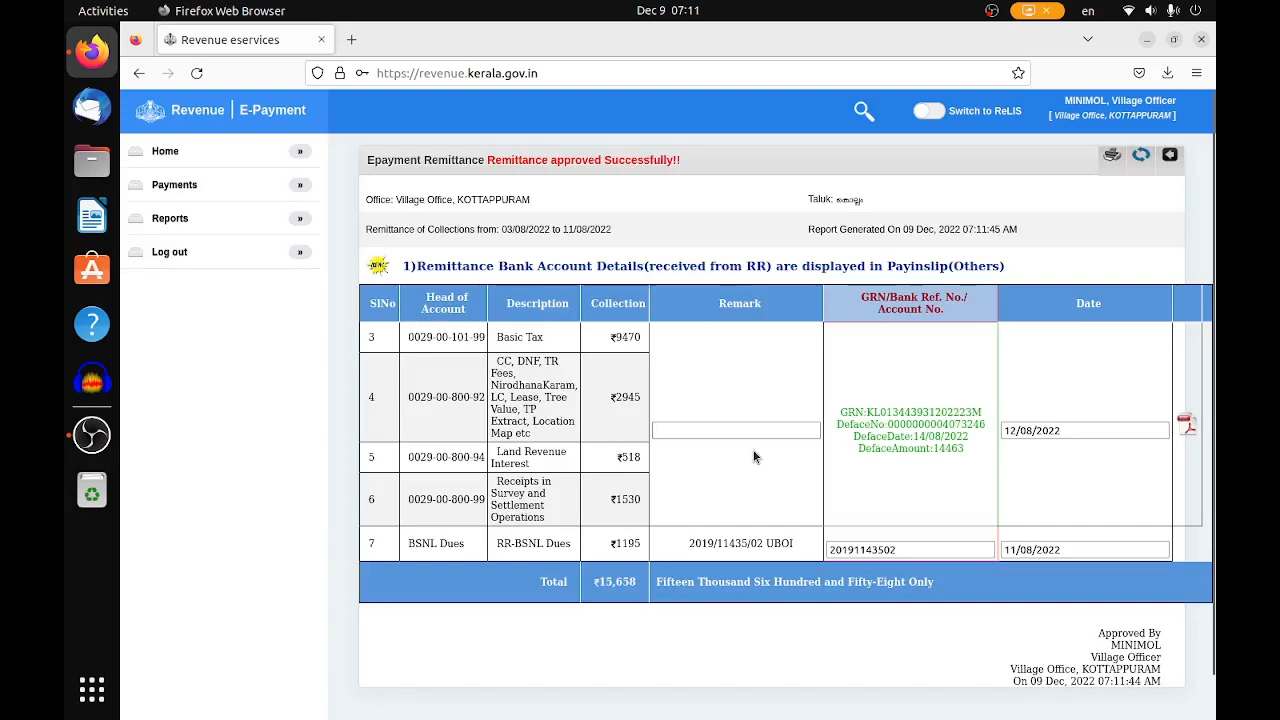 Activities
Firefox Web Browser
Dec 9 07:11
en
Revenue eservices
https://revenue.kerala.gov.in
Revenue | E-Payment
Switch to ReLIS
MINIMOL, Village Officer
[ Village Office, KOTTAPPURAM ]
Home
Payments
Reports
Log out
Epayment Remittance Remittance approved Successfully!!
Office: Village Office, KOTTAPPURAM
Taluk: കൊല്ലം
Remittance of Collections from: 03/08/2022 to 11/08/2022
Report Generated On 09 Dec, 2022 07:11:45 AM
1)Remittance Bank Account Details(received from RR) are displayed in Payinslip(Others)
SlNo
Head of
Account
Description
Collection
Remark
GRN/Bank Ref. No./
Account No.
Date
3
0029-00-101-99
Basic Tax
₹9470
4
0029-00-800-92
CC, DNF, TR
Fees,
NirodhanaKaram,
LC, Lease, Tree
Value, TP
Extract, Location
Map etc
₹2945
GRN:KL013443931202223M
DefaceNo:0000000004073246
DefaceDate:14/08/2022
DefaceAmount:14463
12/08/2022
5
0029-00-800-94
Land Revenue
Interest
₹518
6
0029-00-800-99
Receipts in
Survey and
Settlement
Operations
₹1530
7
BSNL Dues
RR-BSNL Dues
₹1195
2019/11435/02 UBOI
20191143502
11/08/2022
Total
₹15,658
Fifteen Thousand Six Hundred and Fifty-Eight Only
Approved By
MINIMOL
Village Officer
Village Office, KOTTAPPURAM
On 09 Dec, 2022 07:11:44 AM